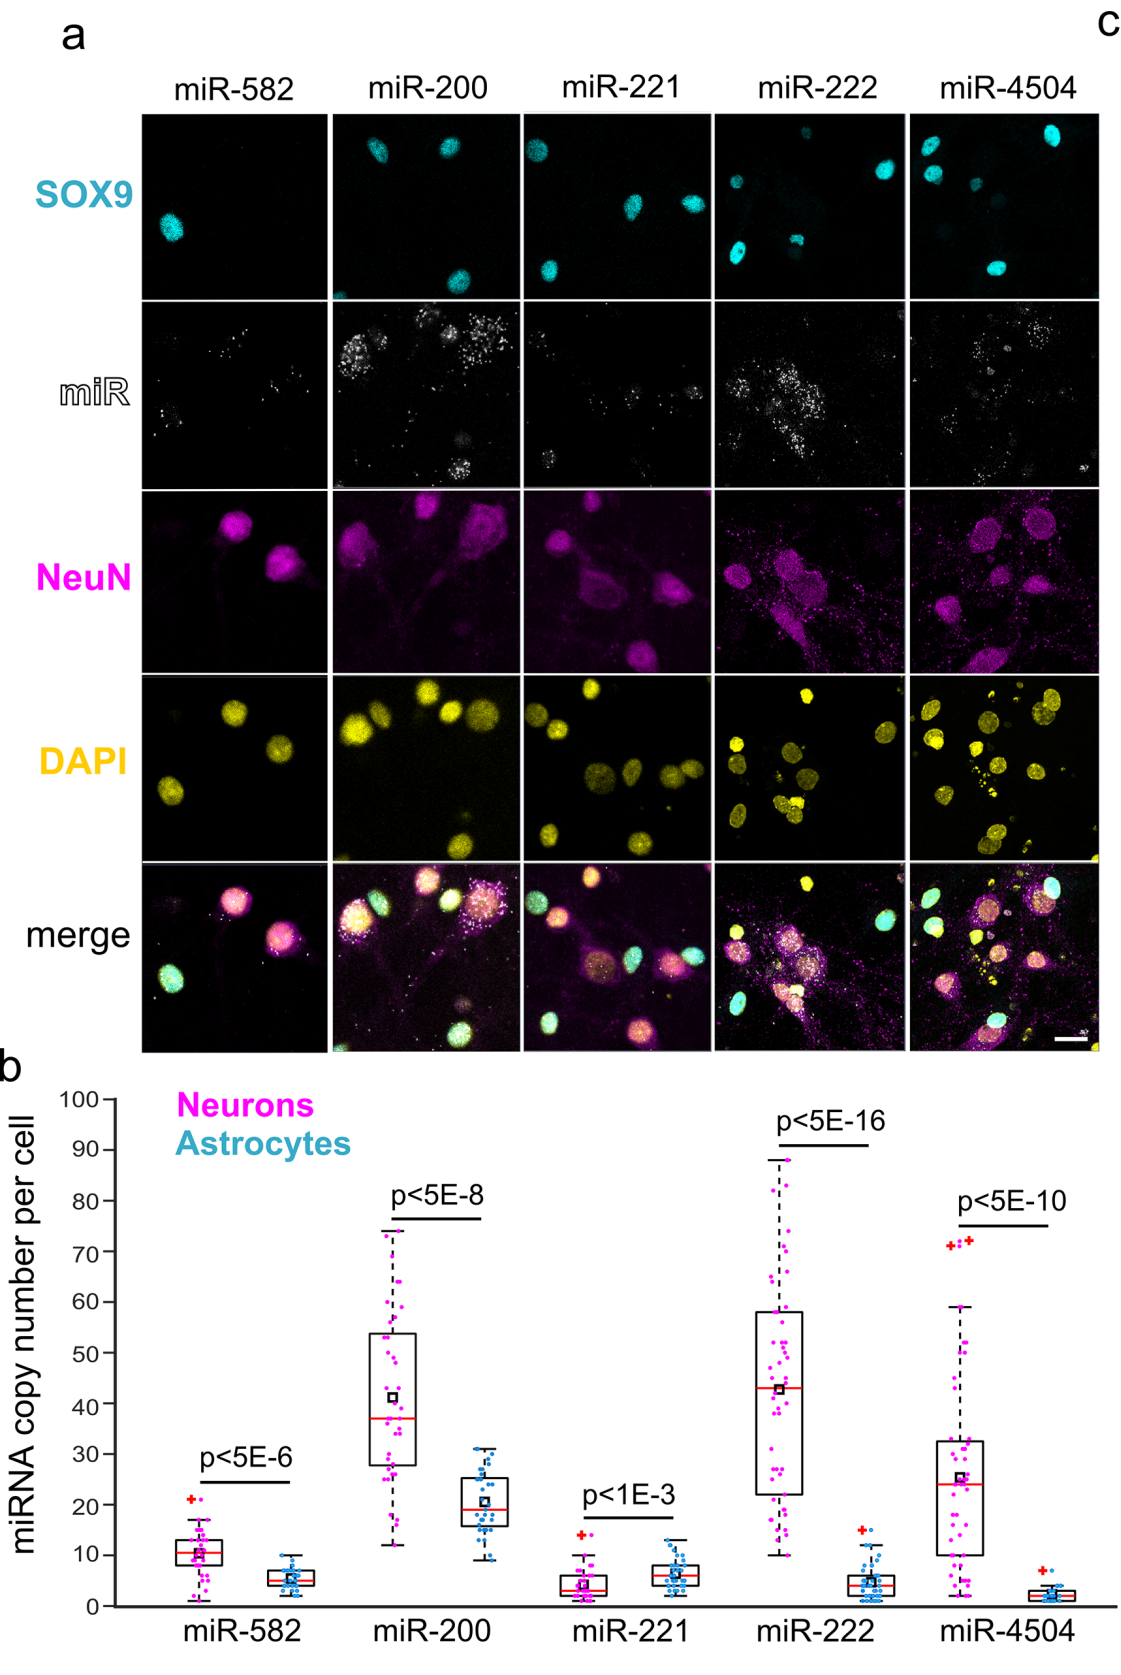 a
c
miR-582 miR-200 miR-221 miR-222 miR-4504
SOX9
miR
NeuN
DAPI
merge
b
Neurons
Astrocytes
miRNA copy number per cell
100
90
80
70
60
50
40
30
20
10
0
p<5E-6
p<5E-8
p<1E-3
p<5E-16
p<5E-10
miR-582 miR-200 miR-221 miR-222 miR-4504